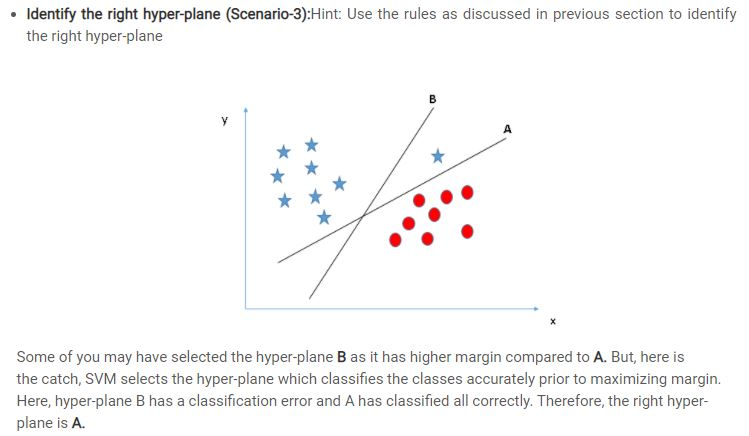 • Identify the right hyper-plane (Scenario-3):Hint: Use the rules as discussed in previous section to identify
the right hyper-plane
B
y
A
x
Some of you may have selected the hyper-plane B as it has higher margin compared to A. But, here is
the catch, SVM selects the hyper-plane which classifies the classes accurately prior to maximizing margin.
Here, hyper-plane B has a classification error and A has classified all correctly. Therefore, the right hyper-
plane is A.